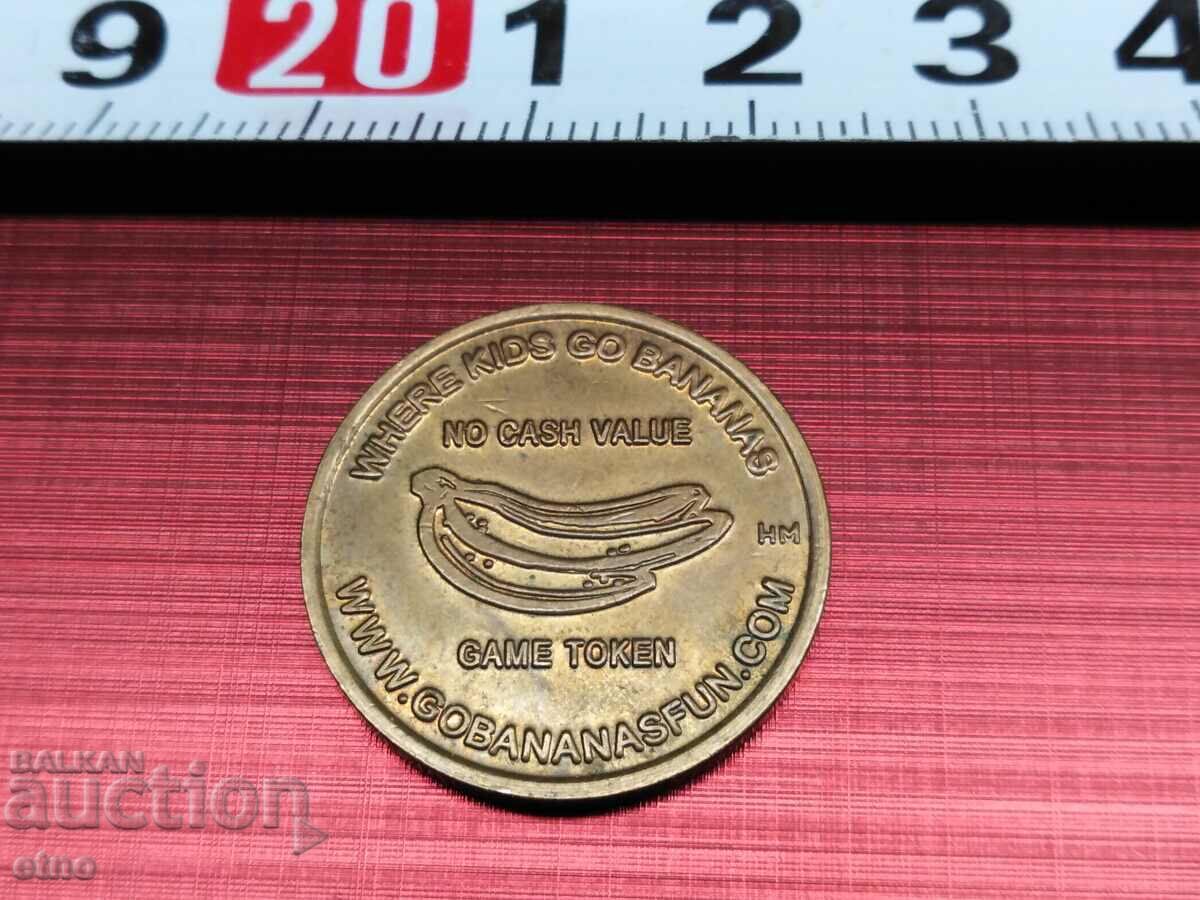 9 20 1 2 3 4
WHERE KIDS GO BANANAS
NO CASH VALUE
HM
GAME TOKEN
WWW.GOBANANASFUN.COM
BALKAN
auction
etno